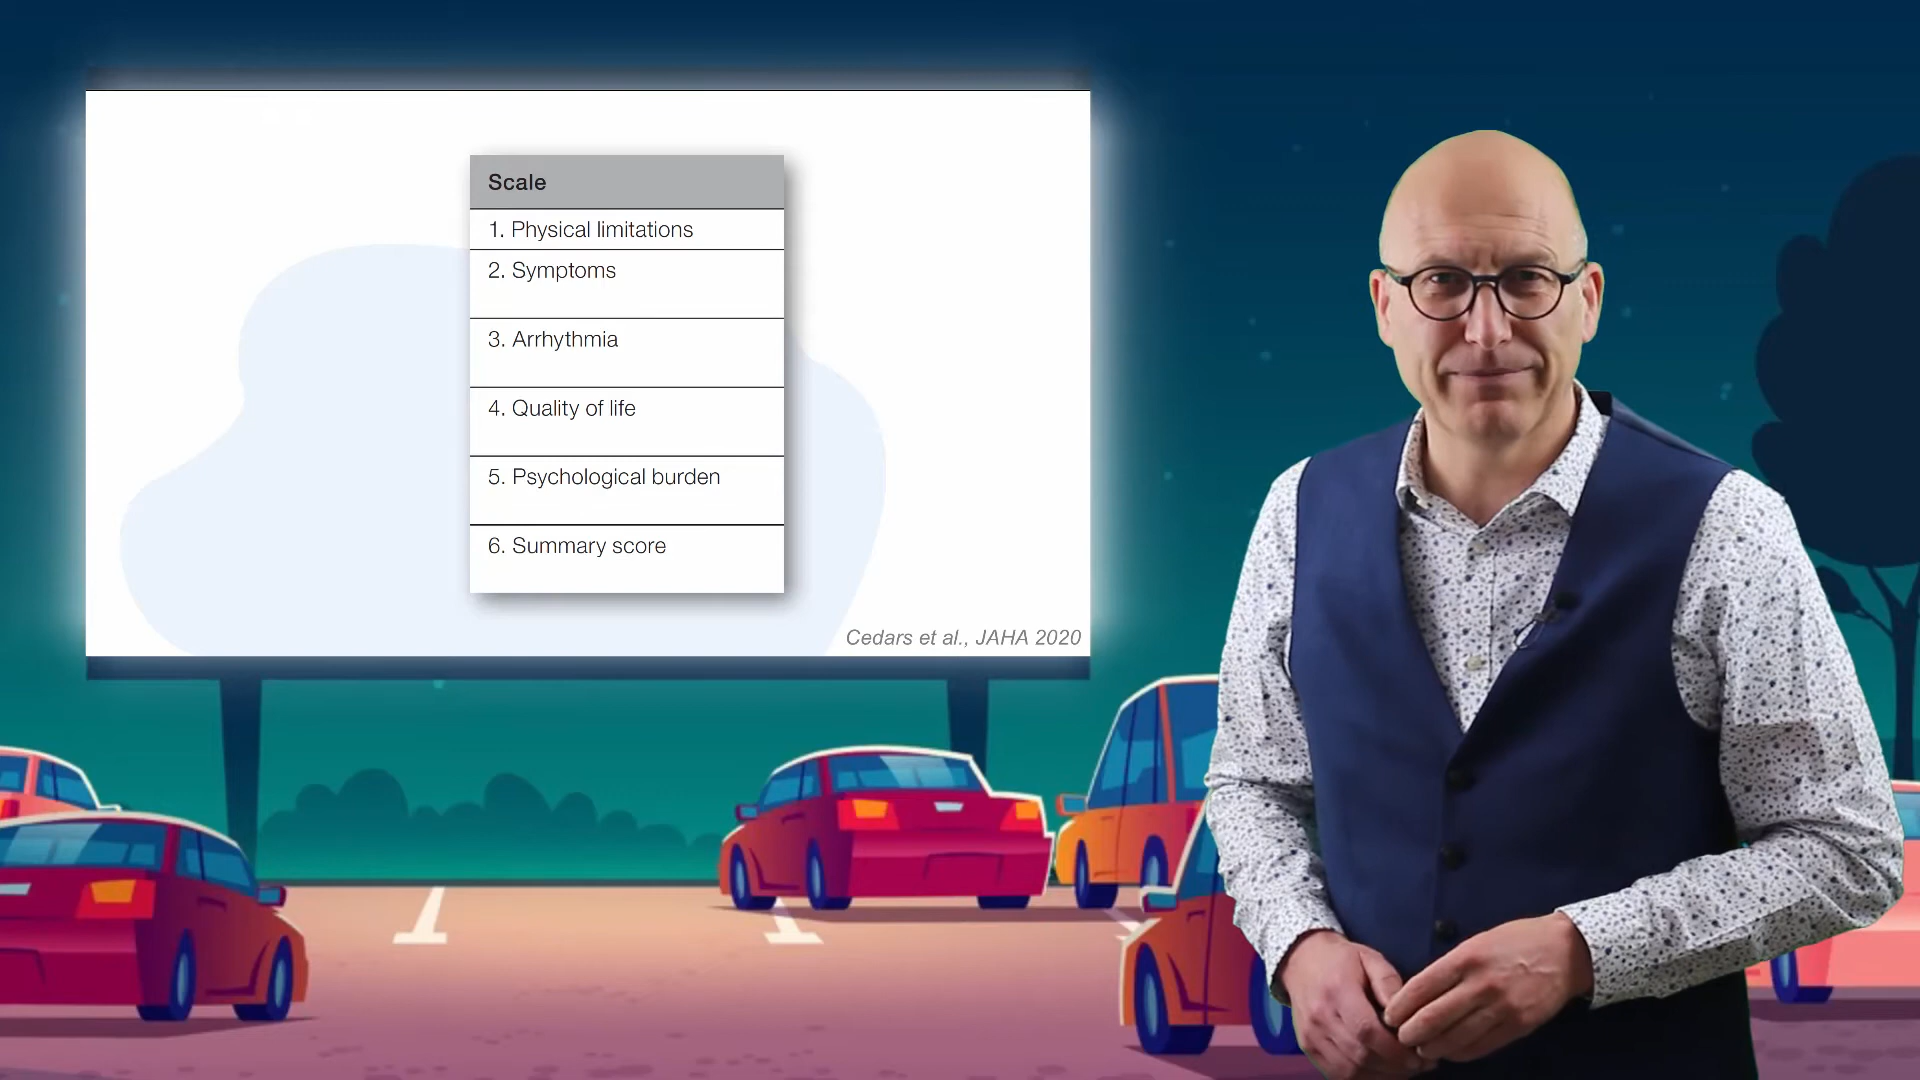 Scale
1. Physical limitations
2. Symptoms
3. Arrhythmia
4. Quality of life
5. Psychological burden
6. Summary score
Cedars et al., JAHA 2020